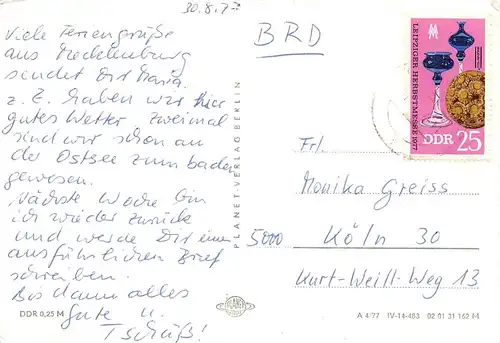 30.8.77
Viele Feriengrüße
aus Mecklenburg
sendet Dir Maria.
z. Z. haben wir hier
gutes Wetter zweimal
sind wir schon an
der Ostsee zum baden
gewesen.
Nächste Woche bin
ich wieder zurück
und werde Dir einen
ausführlichen Brief
schreiben.
Bis dann alles
Gute u.
Tschüß!
DDR 0,25 M
PLANET-VERLAG BERLIN
PLANET
BRD
LEIPZIGER HERBSTMESSE 1977
DDR 25
Frl.
Monika Greiss
5000 Köln 30
Kurt-Weill-Weg 13
A 4/77 IV-14-483 02 01 31 162 M